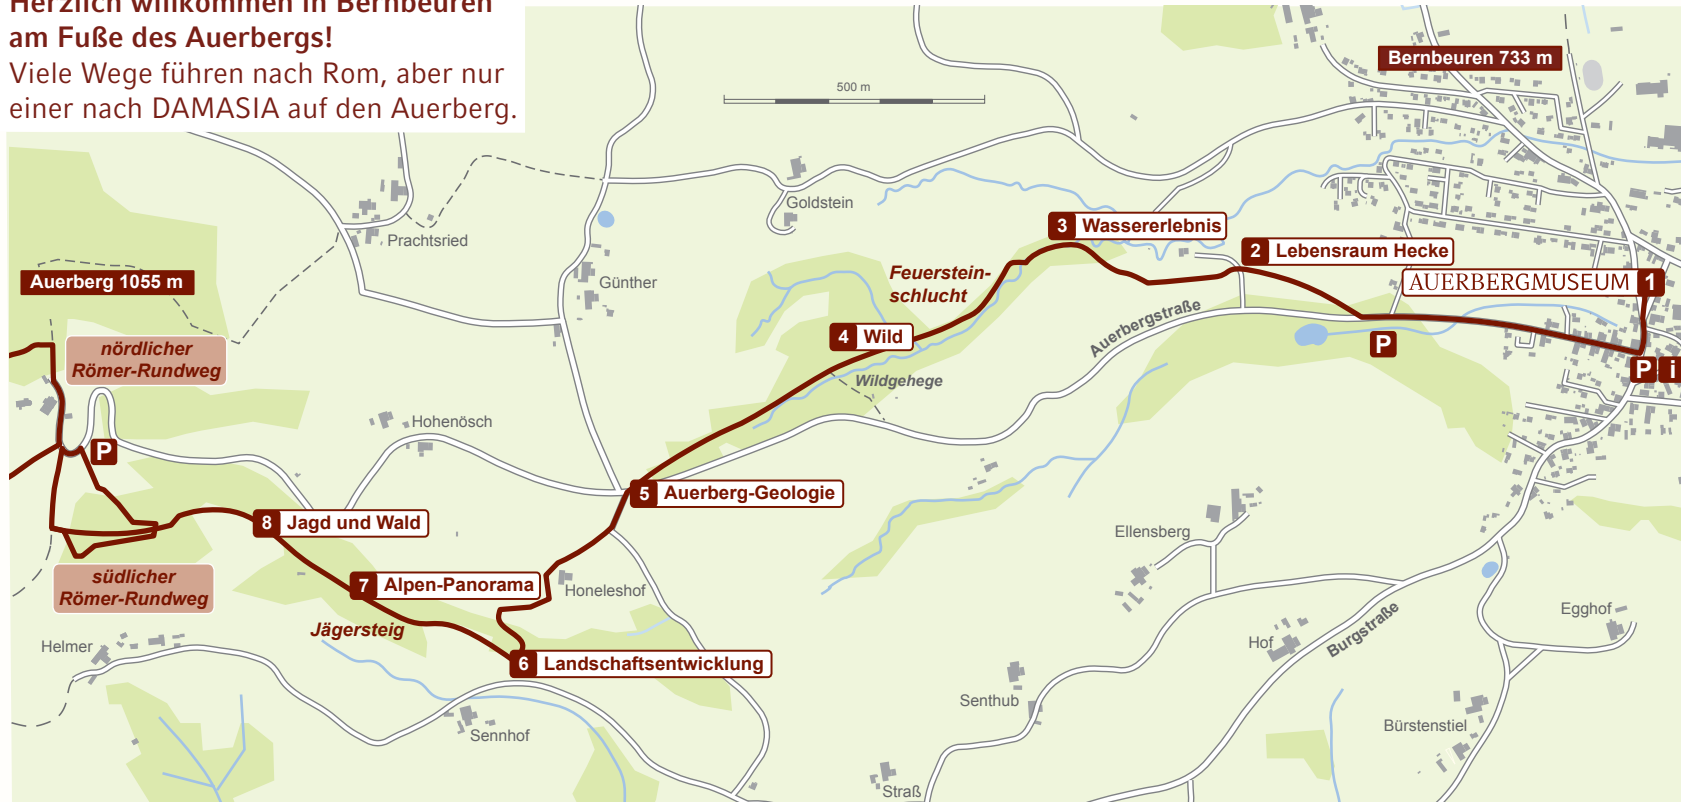 Herzlich willkommen in Bernbeuren
am Fuße des Auerbergs!
Viele Wege führen nach Rom, aber nur
einer nach DAMASIA auf den Auerberg.
500 m
Bernbeuren 733 m
Goldstein
Prachtsried
3 Wassererlebnis
2 Lebensraum Hecke
AUERBERGMUSEUM 1
Auerberg 1055 m
Günther
Feuerstein-
schlucht
Auerbergstraße
4 Wild
P
nördlicher
Römer-Rundweg
Wildgehege
P i
Hohenösch
P
5 Auerberg-Geologie
8 Jagd und Wald
Ellensberg
südlicher
Römer-Rundweg
7 Alpen-Panorama
Honeleshof
Jägersteig
Egghof
Hof
Burgstraße
Helmer
6 Landschaftsentwicklung
Senthub
Bürstenstiel
Sennhof
Straß